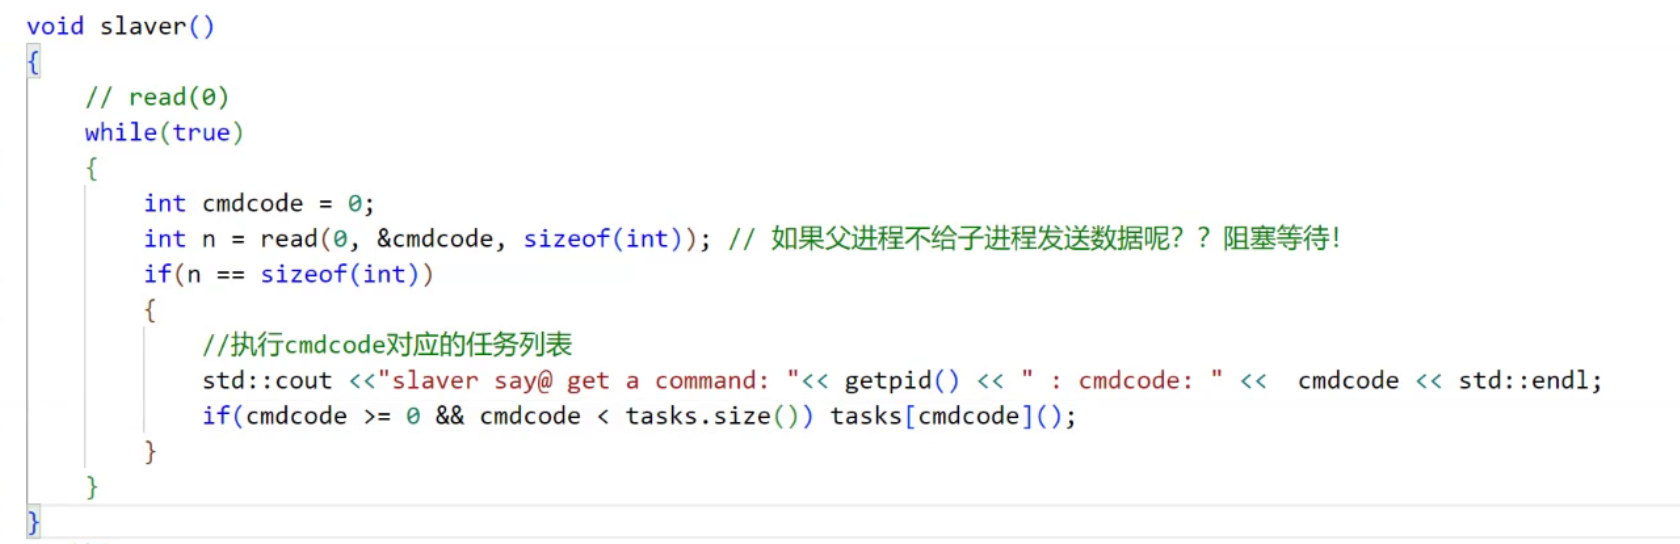 void slaver()
{
// read(0)
while(true)
{
int cmdcode = 0;
int n = read(0, &cmdcode, sizeof(int)); // 如果父进程不给子进程发送数据呢？？阻塞等待！
if(n == sizeof(int))
{
//执行cmdcode对应的任务列表
std::cout <<"slaver say@ get a command: "<< getpid() << " : cmdcode: " <<  cmdcode << std::endl;
if(cmdcode >= 0 && cmdcode < tasks.size()) tasks[cmdcode]();
}
}
}